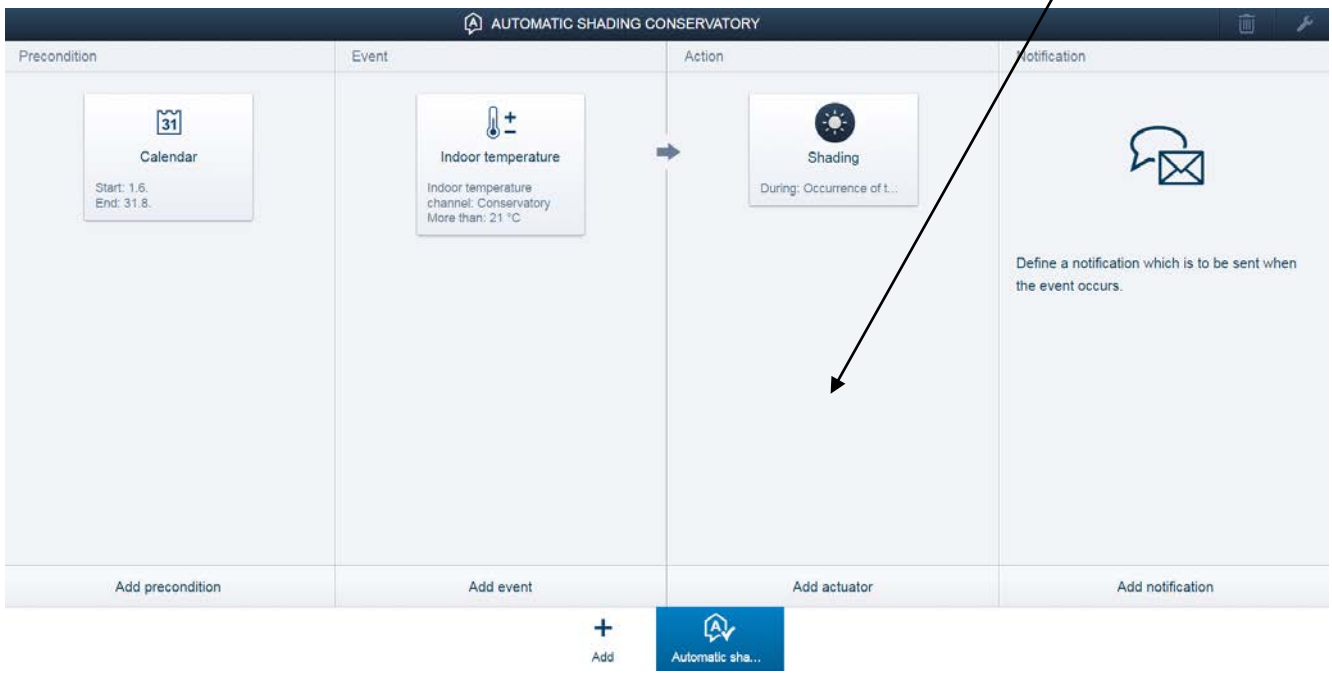 AUTOMATIC SHADING CONSERVATORY
Precondition
Event
Action
Notification
31
Calendar
Start: 1.6.
End: 31.8.
Indoor temperature
Indoor temperature
channel: Conservatory
More than: 21 °C
Shading
During: Occurrence of t...
Define a notification which is to be sent when
the event occurs.
Add precondition
Add event
Add actuator
Add notification
Add
A
Automatic sha...